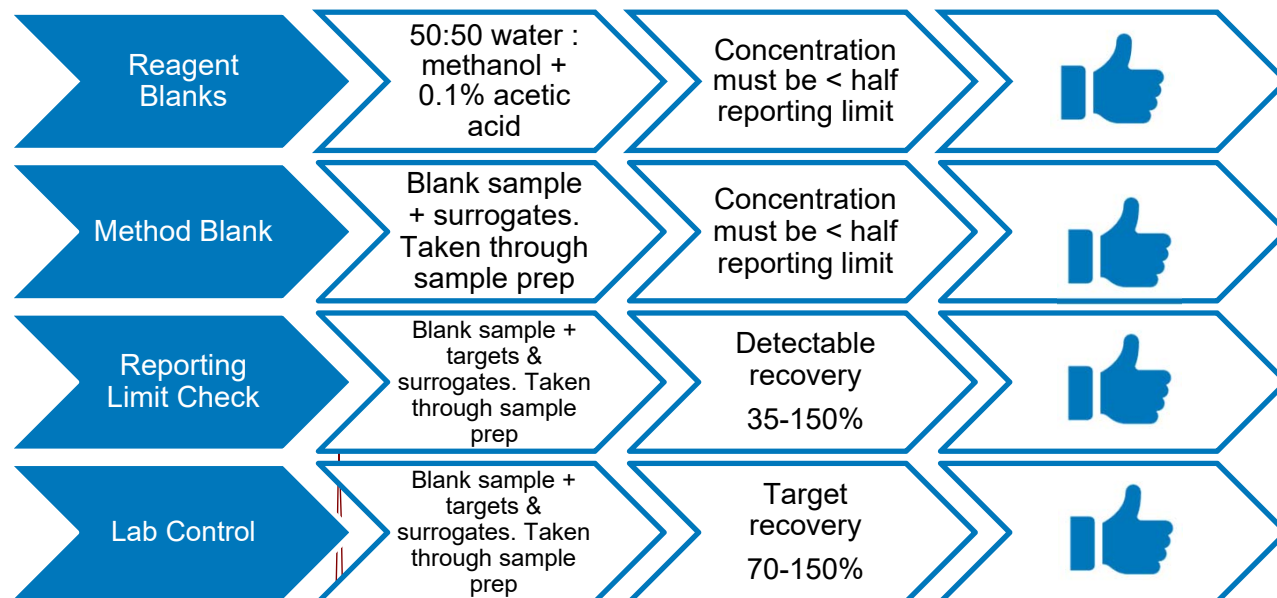 Reagent
Blanks
50:50 water :
methanol +
0.1% acetic
acid
Concentration
must be < half
reporting limit
Method Blank
Blank sample
+ surrogates.
Taken through
sample prep
Concentration
must be < half
reporting limit
Reporting
Limit Check
Blank sample +
targets &
surrogates. Taken
through sample
prep
Detectable
recovery
35-150%
Lab Control
Blank sample +
targets &
surrogates. Taken
through sample
prep
Target
recovery
70-150%